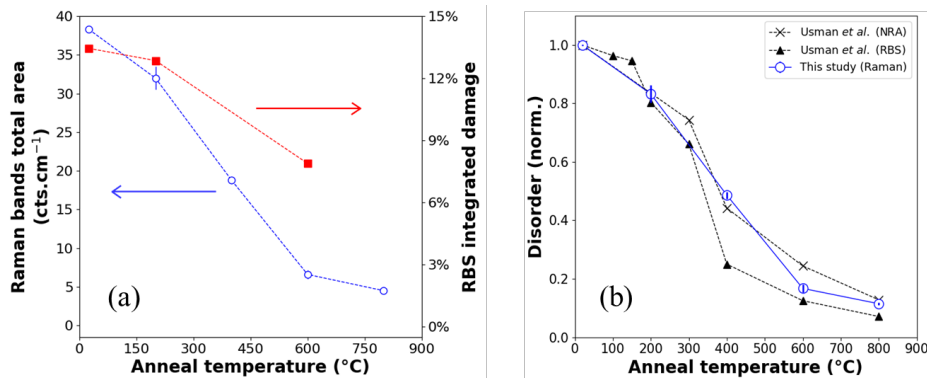 40
35
30
25
20
15
10
5
0
Raman bands total area
(cts.cm⁻¹)
15%
12%
9%
6%
3%
0%
RBS integrated damage
(a)
0 150 300 450 600 750 900
Anneal temperature (°C)
1.0
0.8
0.6
0.4
0.2
0.0
Disorder (norm.)
Usman et al. (NRA)
Usman et al. (RBS)
This study (Raman)
(b)
0 100 200 300 400 500 600 700 800 900
Anneal temperature (°C)